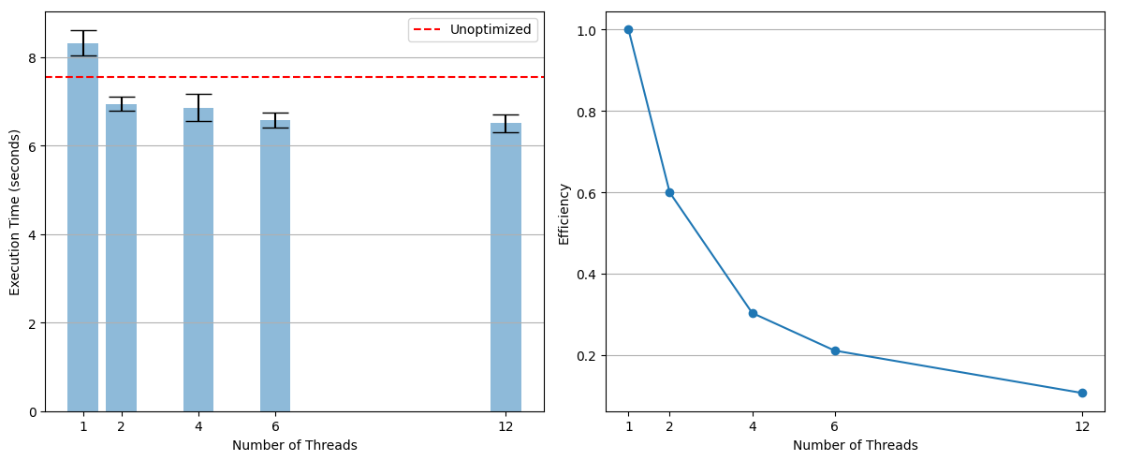 Unoptimized
Execution Time (seconds)
8
6
4
2
0
1 2 4 6 12
Number of Threads
Efficiency
1.0
0.8
0.6
0.4
0.2
1 2 4 6 12
Number of Threads